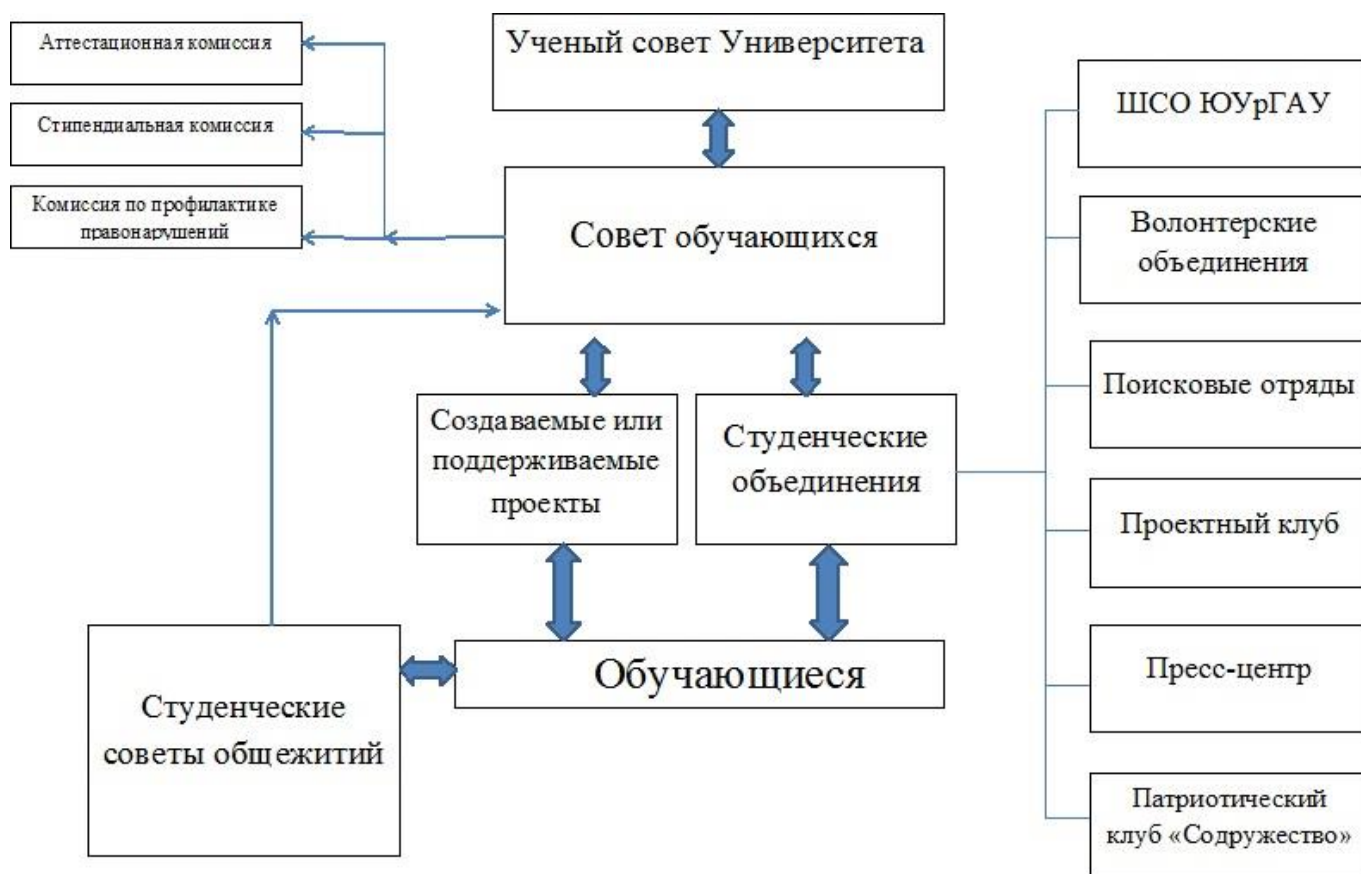 Аттестационная комиссия
Стипендиальная комиссия
Комиссия по профилактике
правонарушений
Ученый совет Университета
Совет обучающихся
Создаваемые или
поддерживаемые
проекты
Студенческие
объединения
Обучающиеся
Студенческие
советы общежитий
ШСО ЮУрГАУ
Волонтерские
объединения
Поисковые отряды
Проектный клуб
Пресс-центр
Патриотический
клуб «Содружество»